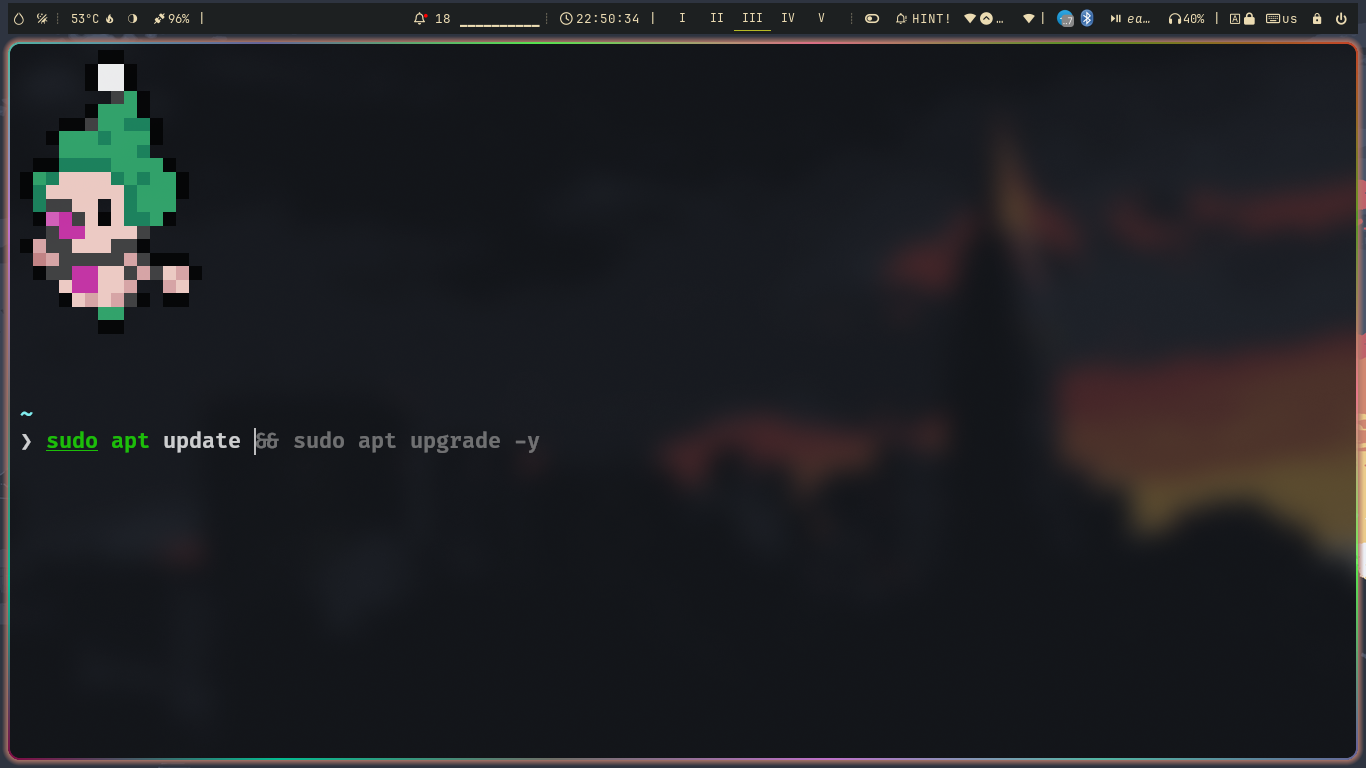 53°C 96% | 18 22:50:34 | I II III IV V HINT! … | ..7 ea… 40% | A us
~
❯ sudo apt update && sudo apt upgrade -y